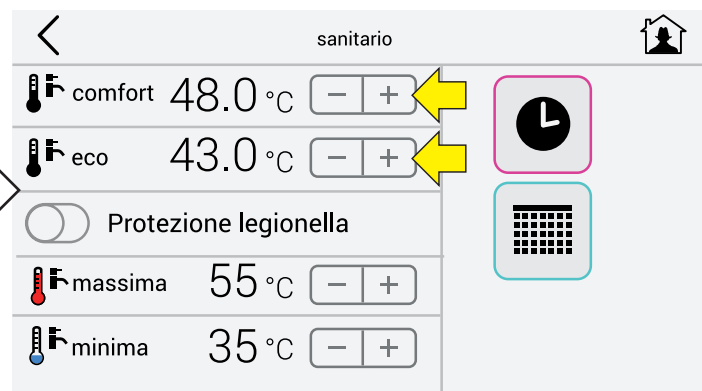 sanitario
comfort 48.0 °C − +
eco 43.0 °C − +
Protezione legionella
massima 55 °C − +
minima 35 °C − +